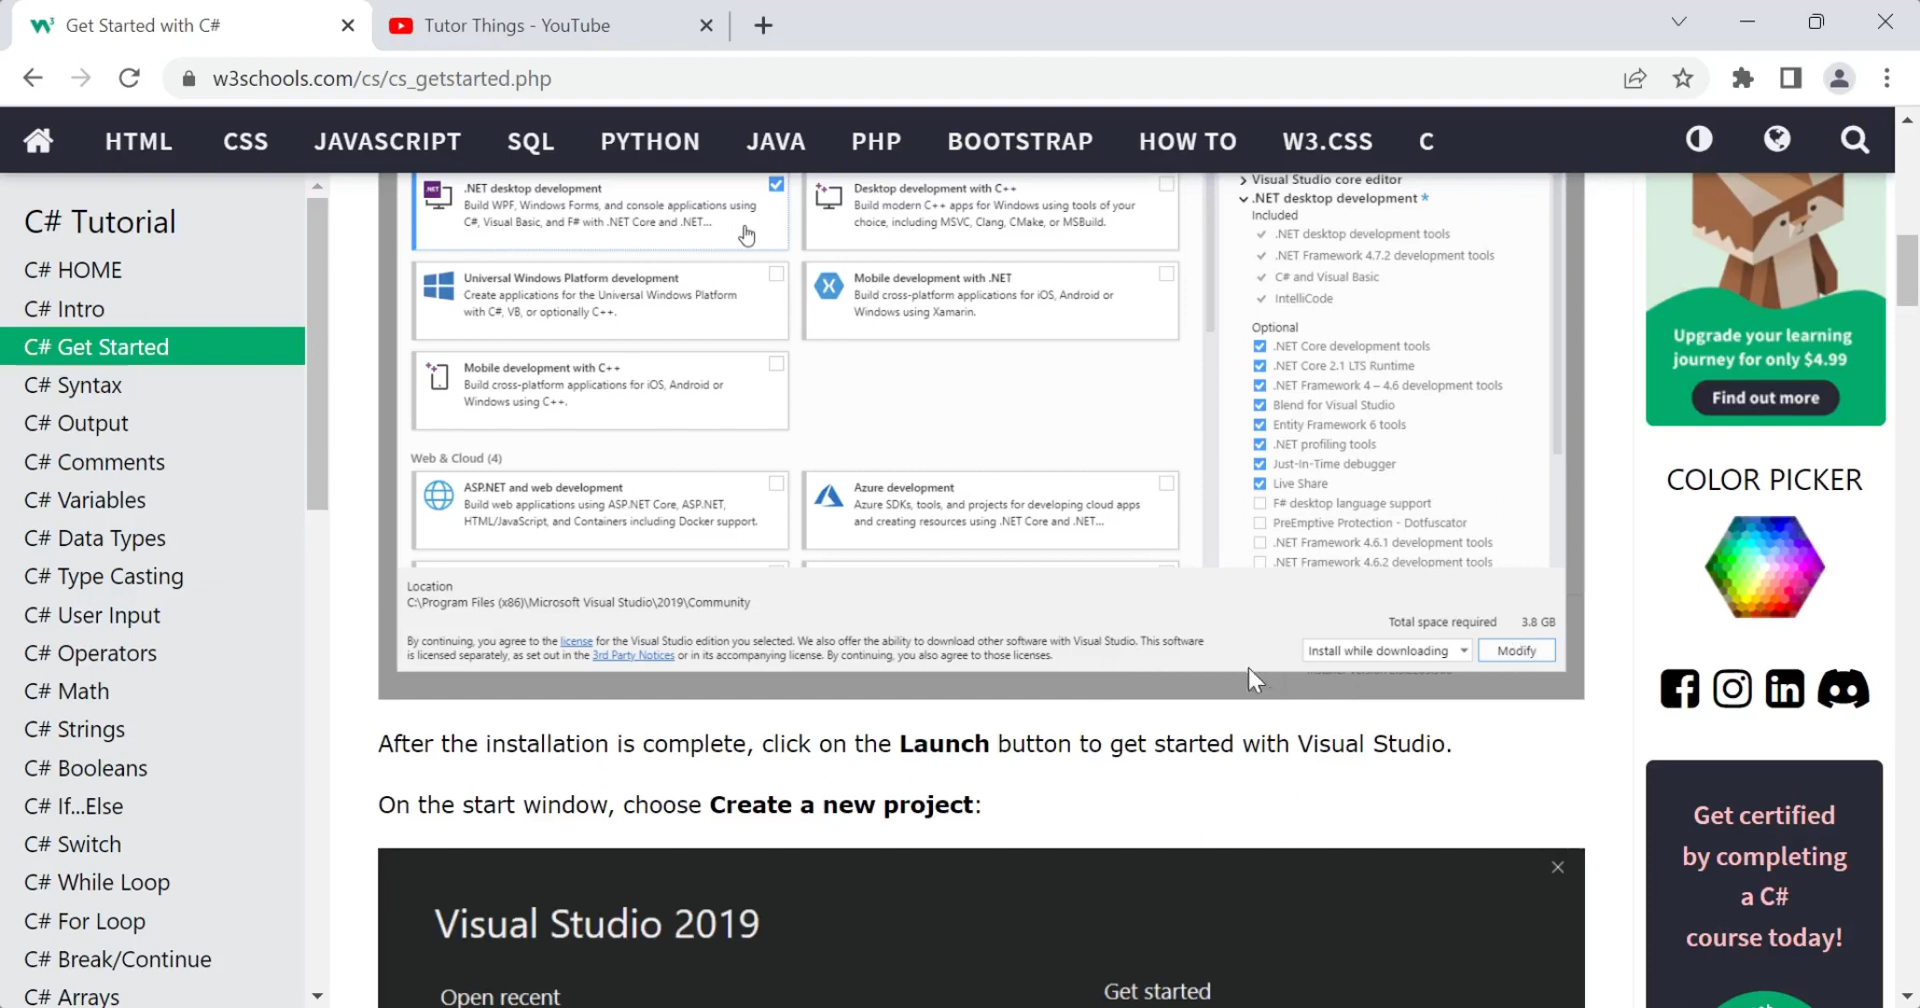 Get Started with C#
Tutor Things - YouTube
w3schools.com/cs/cs_getstarted.php
HTML CSS JAVASCRIPT SQL PYTHON JAVA PHP BOOTSTRAP HOW TO W3.CSS C
C# Tutorial
C# HOME
C# Intro
C# Get Started
C# Syntax
C# Output
C# Comments
C# Variables
C# Data Types
C# Type Casting
C# User Input
C# Operators
C# Math
C# Strings
C# Booleans
C# If...Else
C# Switch
C# While Loop
C# For Loop
C# Break/Continue
C# Arrays
.NET
.NET desktop development
Build WPF, Windows Forms, and console applications using
C#, Visual Basic, and F# with .NET Core and .NET...
Desktop development with C++
Build modern C++ apps for Windows using tools of your
choice, including MSVC, Clang, CMake, or MSBuild.
Universal Windows Platform development
Create applications for the Universal Windows Platform
with C#, VB, or optionally C++.
Mobile development with .NET
Build cross-platform applications for iOS, Android or
Windows using Xamarin.
Mobile development with C++
Build cross-platform applications for iOS, Android or
Windows using C++.
Web & Cloud (4)
ASP.NET and web development
Build web applications using ASP.NET Core, ASP.NET,
HTML/JavaScript, and Containers including Docker support.
Azure development
Azure SDKs, tools, and projects for developing cloud apps
and creating resources using .NET Core and .NET...
Visual Studio core editor
.NET desktop development *
Included
.NET desktop development tools
.NET Framework 4.7.2 development tools
C# and Visual Basic
IntelliCode
Optional
.NET Core development tools
.NET Core 2.1 LTS Runtime
.NET Framework 4 – 4.6 development tools
Blend for Visual Studio
Entity Framework 6 tools
.NET profiling tools
Just-In-Time debugger
Live Share
F# desktop language support
PreEmptive Protection - Dotfuscator
.NET Framework 4.6.1 development tools
.NET Framework 4.6.2 development tools
Location
C:\Program Files (x86)\Microsoft Visual Studio\2019\Community
By continuing, you agree to the license for the Visual Studio edition you selected. We also offer the ability to download other software with Visual Studio. This software
is licensed separately, as set out in the 3rd Party Notices or in its accompanying license. By continuing, you also agree to those licenses.
Total space required 3.8 GB
Install while downloading
Modify
After the installation is complete, click on the Launch button to get started with Visual Studio.
On the start window, choose Create a new project:
Visual Studio 2019
Open recent
Get started
Upgrade your learning
journey for only $4.99
Find out more
COLOR PICKER
Get certified
by completing
a C#
course today!